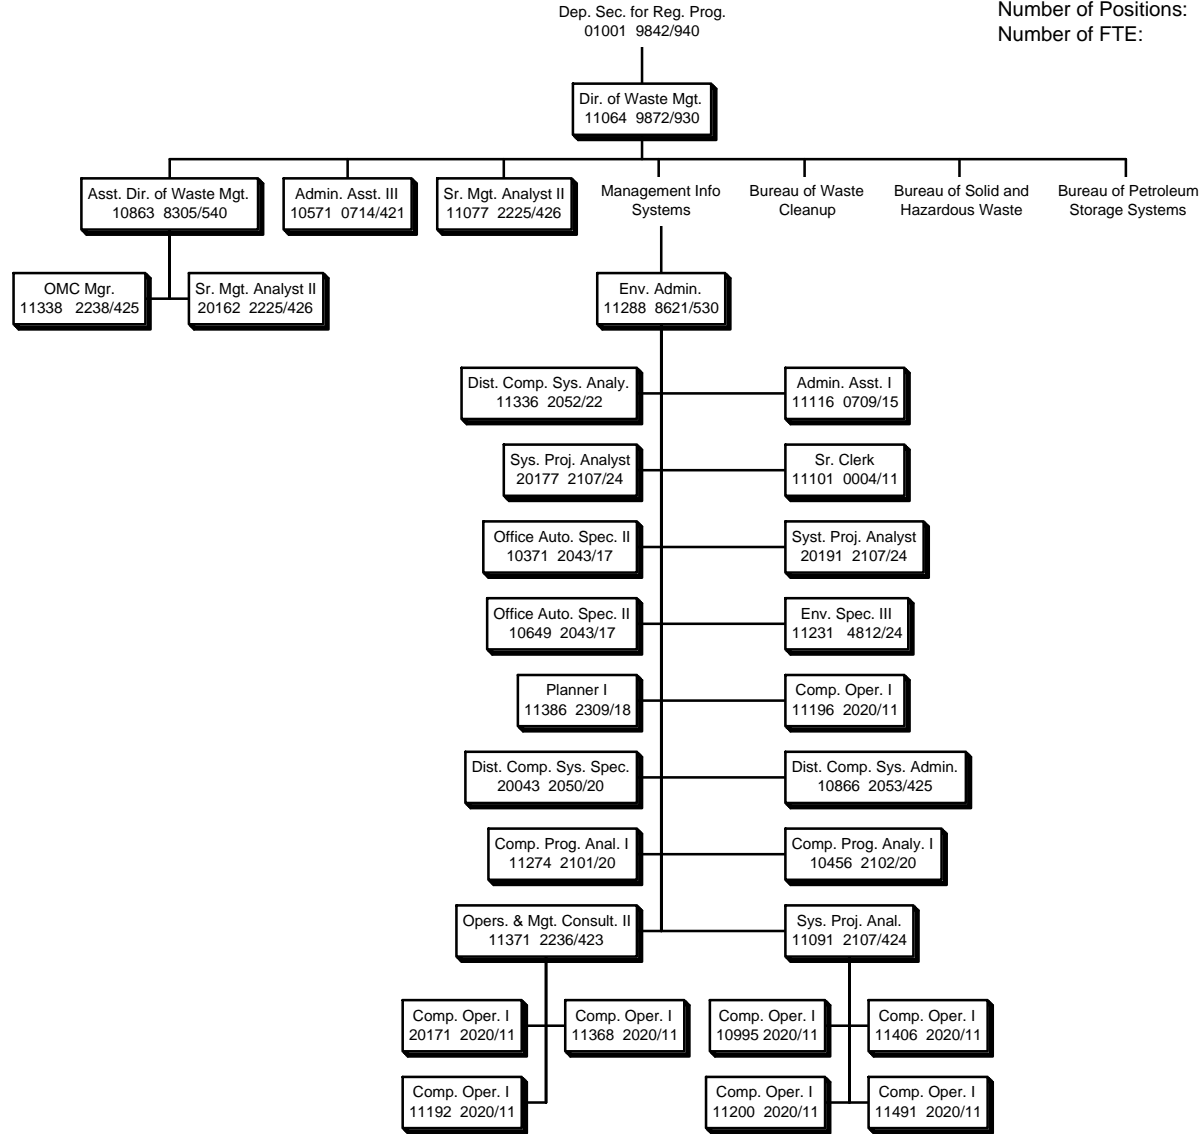 Number of Positions:
Number of FTE:
Dep. Sec. for Reg. Prog.
01001 9842/940
Dir. of Waste Mgt.
11064 9872/930
Asst. Dir. of Waste Mgt.
10863 8305/540
Admin. Asst. III
10571 0714/421
Sr. Mgt. Analyst II
11077 2225/426
Management Info
Systems
Bureau of Waste
Cleanup
Bureau of Solid and
Hazardous Waste
Bureau of Petroleum
Storage Systems
OMC Mgr.
11338 2238/425
Sr. Mgt. Analyst II
20162 2225/426
Env. Admin.
11288 8621/530
Dist. Comp. Sys. Analy.
11336 2052/22
Admin. Asst. I
11116 0709/15
Sys. Proj. Analyst
20177 2107/24
Sr. Clerk
11101 0004/11
Office Auto. Spec. II
10371 2043/17
Syst. Proj. Analyst
20191 2107/24
Office Auto. Spec. II
10649 2043/17
Env. Spec. III
11231 4812/24
Planner I
11386 2309/18
Comp. Oper. I
11196 2020/11
Dist. Comp. Sys. Spec.
20043 2050/20
Dist. Comp. Sys. Admin.
10866 2053/425
Comp. Prog. Anal. I
11274 2101/20
Comp. Prog. Analy. I
10456 2102/20
Opers. & Mgt. Consult. II
11371 2236/423
Sys. Proj. Anal.
11091 2107/424
Comp. Oper. I
20171 2020/11
Comp. Oper. I
11368 2020/11
Comp. Oper. I
10995 2020/11
Comp. Oper. I
11406 2020/11
Comp. Oper. I
11192 2020/11
Comp. Oper. I
11200 2020/11
Comp. Oper. I
11491 2020/11